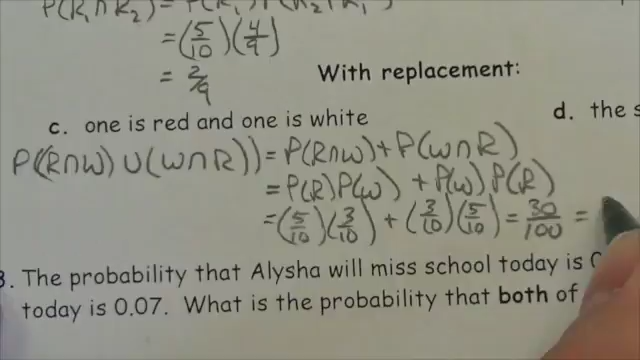 P(R₁∩R₂) = P(R₁) P(R₂|R₁)
= (5/10)(4/9)
= 2/9
With replacement:
c. one is red and one is white
d. the
P((R∩W)∪(W∩R)) = P(R∩W)+P(W∩R)
= P(R)P(W) + P(W)P(R)
= (5/10)(3/10) + (3/10)(5/10) = 30/100 =
3. The probability that Alysha will miss school today is
today is 0.07. What is the probability that both of